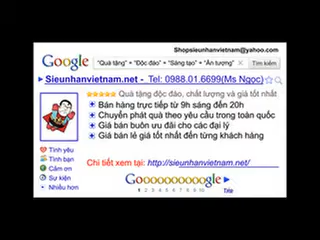 Shopsieunhanvietnam@yahoo.com
Google
"Quà tăng" + "Độc đáo" + "Sáng tạo" + "Ấn tượng"
Tìm kiếm
Sieunhanvietnam.net - Tel: 0988.01.6699(Ms Ngọc)
Quà tặng độc đáo, chất lượng và giá tốt nhất
Bán hàng trực tiếp từ 9h sáng đến 20h
Chuyển phát quà theo yêu cầu trong toàn quốc
Giá bán buôn ưu đãi cho các đại lý
Giá bán lẻ giá tốt nhất đến từng khách hàng
Tình yêu
Tình bạn
Cảm ơn
Sự kiện
Nhiều hơn
Chi tiết xem tại: http://sieunhanvietnam.net/
Goooooooogle
1 2 3 4 5 6 7 8 9 10
Tiếp